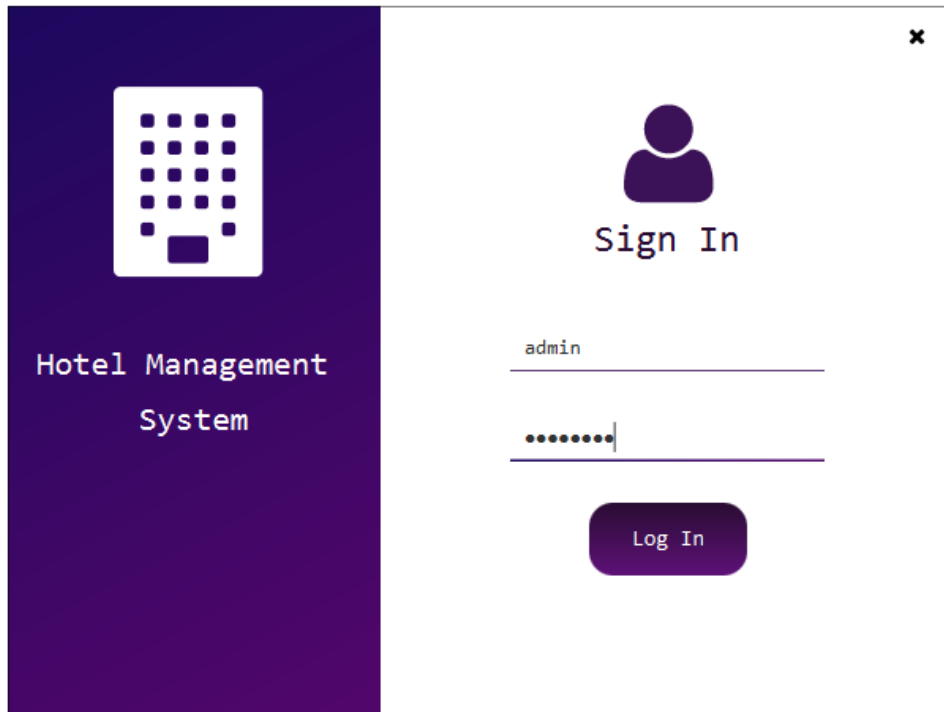 Hotel Management
System
Sign In
admin
••••••••
Log In